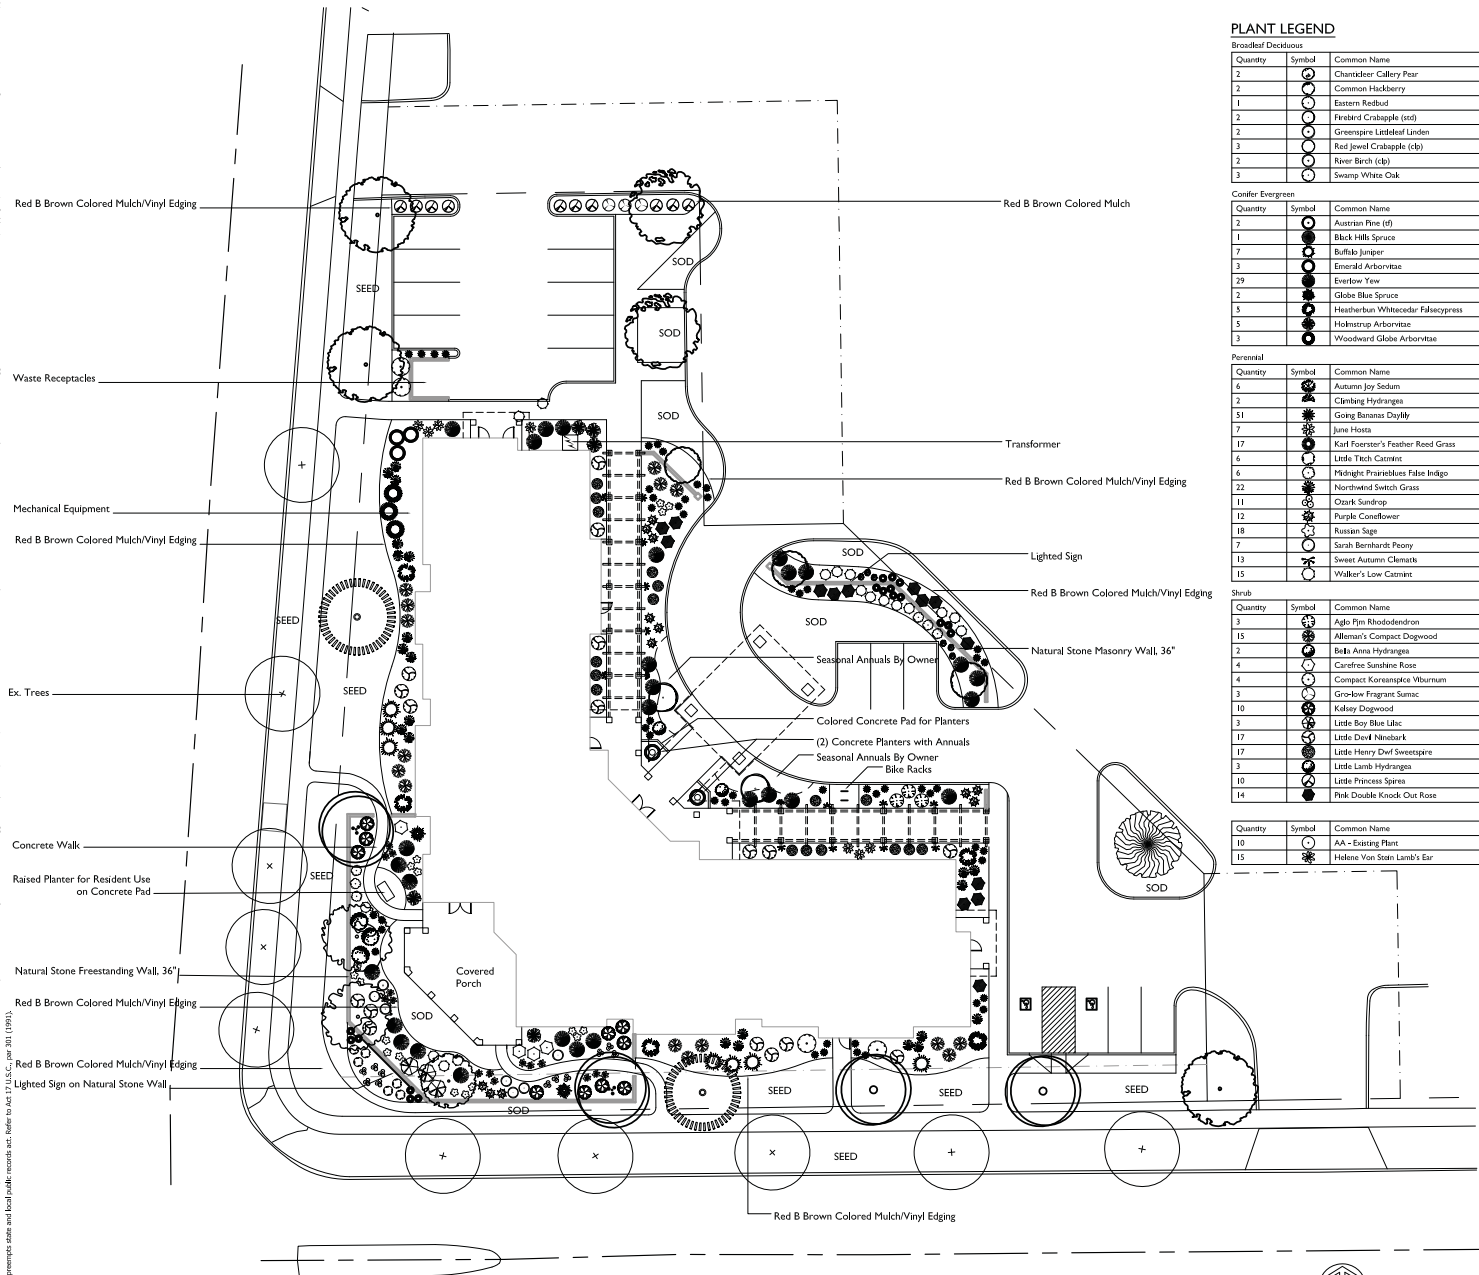 PLANT LEGEND
Broadleaf Deciduous
Quantity Symbol Common Name
2 Chanticleer Callery Pear
2 Common Hackberry
1 Eastern Redbud
2 Firebird Crabapple (std)
2 Greenspire Littleleaf Linden
3 Red Jewel Crabapple (clp)
2 River Birch (clp)
3 Swamp White Oak
Conifer Evergreen
Quantity Symbol Common Name
2 Austrian Pine (tf)
1 Black Hills Spruce
7 Buffalo Juniper
3 Emerald Arborvitae
29 Everlow Yew
2 Globe Blue Spruce
5 Heatherbun Whitecedar Falsecypress
5 Holmstrup Arborvitae
3 Woodward Globe Arborvitae
Perennial
Quantity Symbol Common Name
6 Autumn Joy Sedum
2 Climbing Hydrangea
51 Going Bananas Daylily
7 June Hosta
17 Karl Foerster's Feather Reed Grass
6 Little Titch Catmint
6 Midnight Prairieblues False Indigo
22 Northwind Switch Grass
11 Ozark Sundrop
12 Purple Coneflower
18 Russian Sage
7 Sarah Bernhardt Peony
13 Sweet Autumn Clematis
15 Walker's Low Catmint
Shrub
Quantity Symbol Common Name
3 Aglo Pjm Rhododendron
15 Alleman's Compact Dogwood
2 Bella Anna Hydrangea
4 Carefree Sunshine Rose
4 Compact Koreanspice Viburnum
3 Gro-low Fragrant Sumac
10 Kelsey Dogwood
3 Little Boy Blue Lilac
17 Little Devil Ninebark
17 Little Henry Dwf Sweetspire
3 Little Lamb Hydrangea
10 Little Princess Spirea
14 Pink Double Knock Out Rose
Quantity Symbol Common Name
10 AA - Existing Plant
15 Helene Von Stein Lamb's Ear
Red B Brown Colored Mulch/Vinyl Edging
Red B Brown Colored Mulch
SOD
SEED
SOD
Waste Receptacles
SOD
Transformer
Red B Brown Colored Mulch/Vinyl Edging
Mechanical Equipment
Red B Brown Colored Mulch/Vinyl Edging
SOD
Lighted Sign
Red B Brown Colored Mulch/Vinyl Edging
SEED
SOD
Natural Stone Masonry Wall, 36"
Seasonal Annuals By Owner
Ex. Trees
SEED
Colored Concrete Pad for Planters
(2) Concrete Planters with Annuals
Seasonal Annuals By Owner
Bike Racks
Concrete Walk
SEED
Raised Planter for Resident Use
on Concrete Pad
SOD
Natural Stone Freestanding Wall, 36"
Covered
Porch
Red B Brown Colored Mulch/Vinyl Edging
SOD
Red B Brown Colored Mulch/Vinyl Edging
Lighted Sign on Natural Stone Wall
SEED
SEED
SEED
SOD
SEED
Red B Brown Colored Mulch/Vinyl Edging
preempts state and local public records act. Refer to Act 17 U.S.C., par 301 (1991).